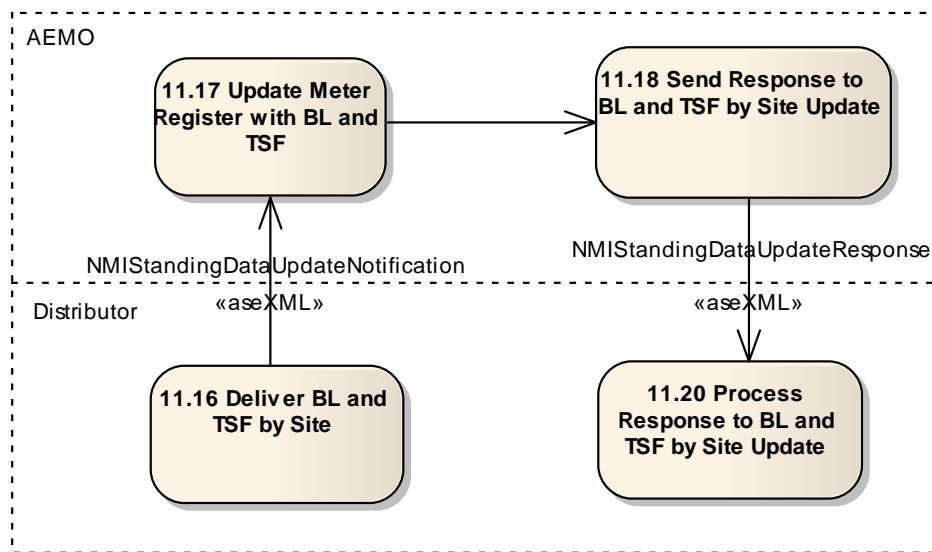 AEMO
11.17 Update Meter
Register with BL and
TSF
11.18 Send Response to
BL and TSF by Site Update
NMIStandingDataUpdateNotification
NMIStandingDataUpdateResponse
Distributor
«aseXML»
«aseXML»
11.16 Deliver BL and
TSF by Site
11.20 Process
Response to BL and
TSF by Site Update